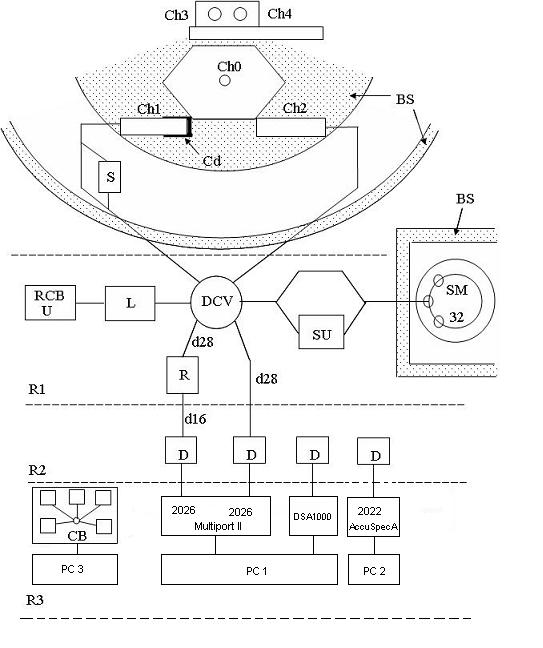 Ch3 Ch4
Ch0
Ch1 Ch2
BS
Cd
S
BS
RCB
U
L
DCV
SU
SM
32
d28
R
d28
R1
d16
D D D D
R2
2026 2026
Multiport II
DSA1000
2022
AccuSpecA
CB
PC 3
PC 1
PC 2
R3